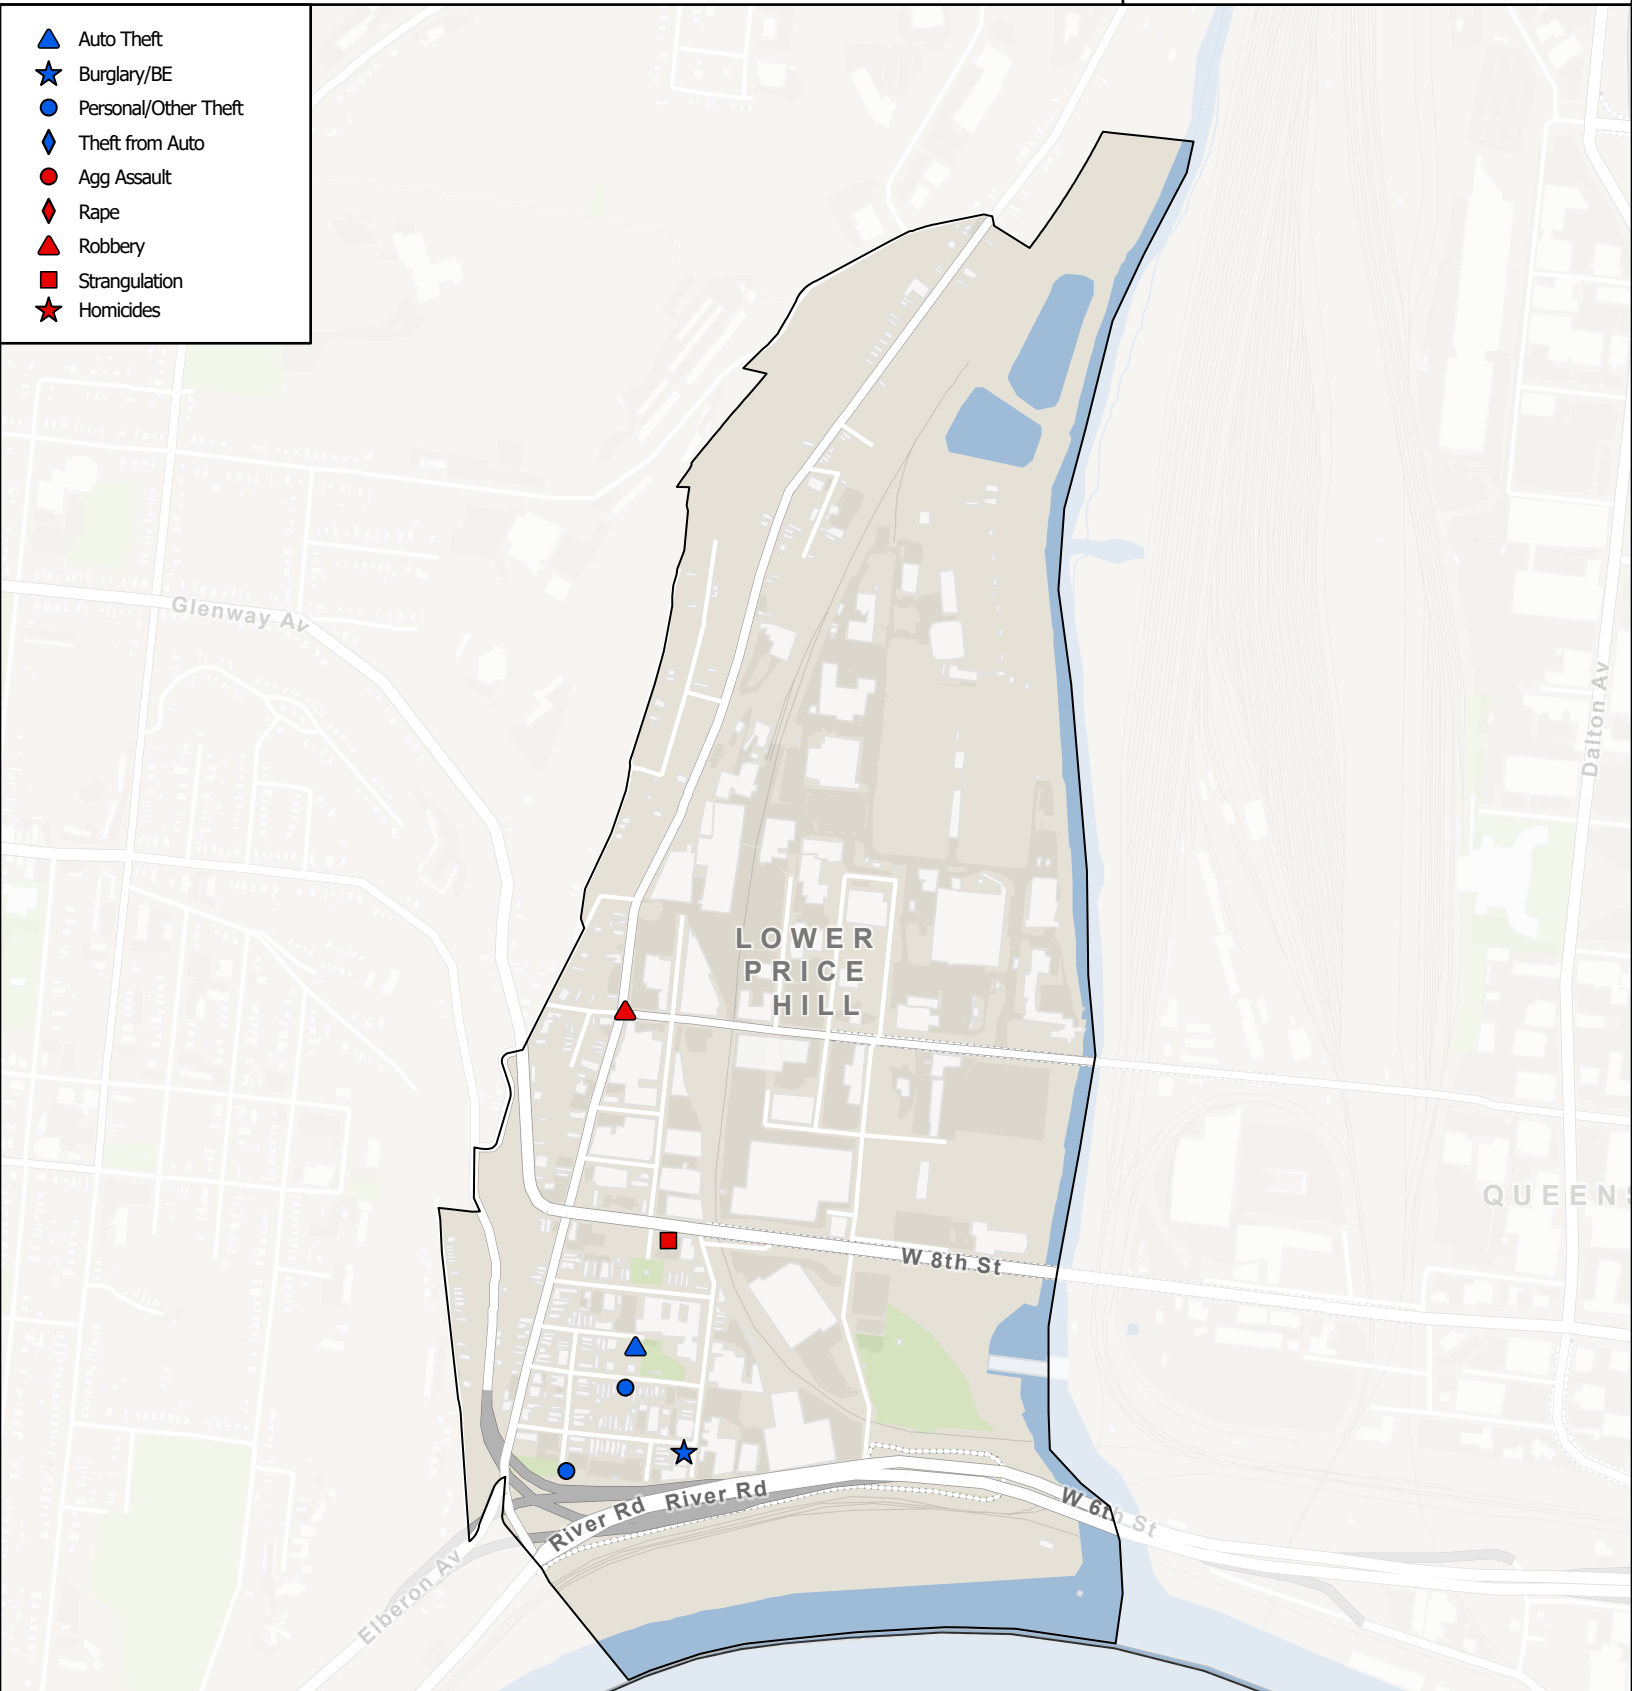 Auto Theft
Burglary/BE
Personal/Other Theft
Theft from Auto
Agg Assault
Rape
Robbery
Strangulation
Homicides
Glenway Av
Dalton Av
LOWER
PRICE
HILL
QUEENS
W 8th St
River Rd
River Rd
W 6th St
Elberon Av